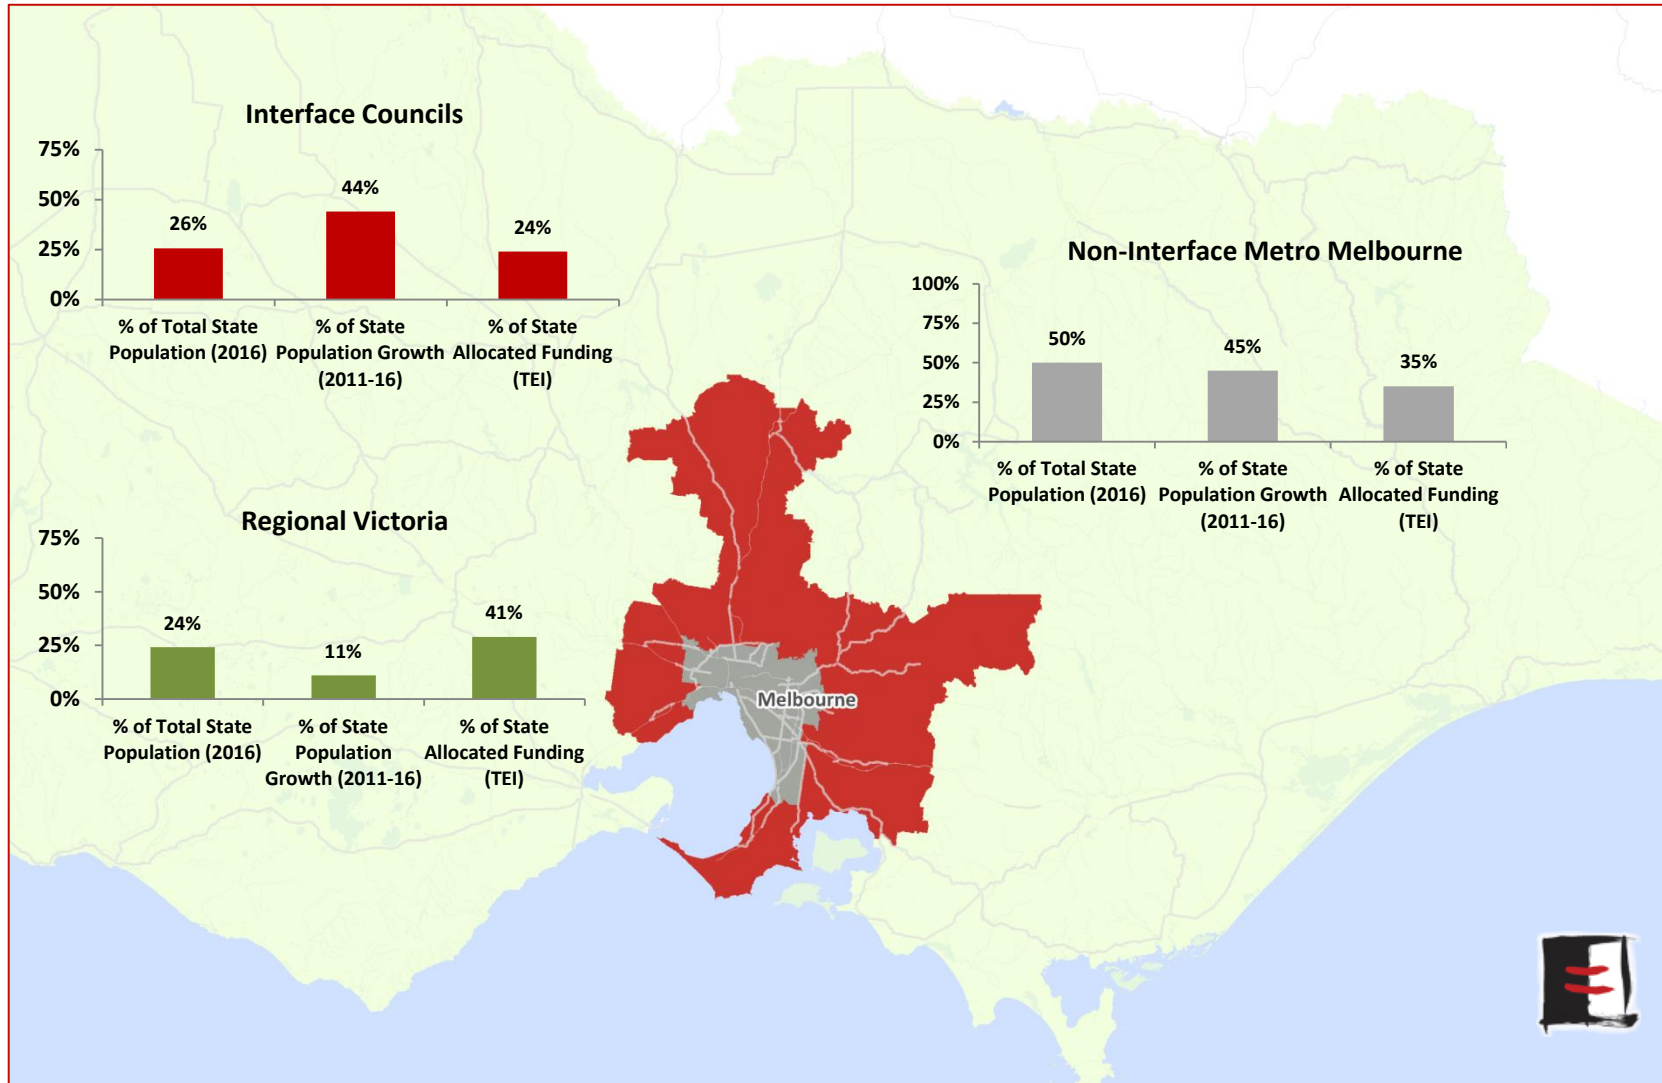 Interface Councils
75%
50%
25%
0%
26%
44%
24%
% of Total State
Population (2016)
% of State
Population Growth
(2011-16)
% of State
Allocated Funding
(TEI)
Non-Interface Metro Melbourne
100%
75%
50%
25%
0%
50%
45%
35%
% of Total State
Population (2016)
% of State
Population Growth
(2011-16)
% of State
Allocated Funding
(TEI)
Regional Victoria
75%
50%
25%
0%
24%
11%
41%
% of Total State
Population (2016)
% of State
Population
Growth (2011-16)
% of State
Allocated Funding
(TEI)
Melbourne